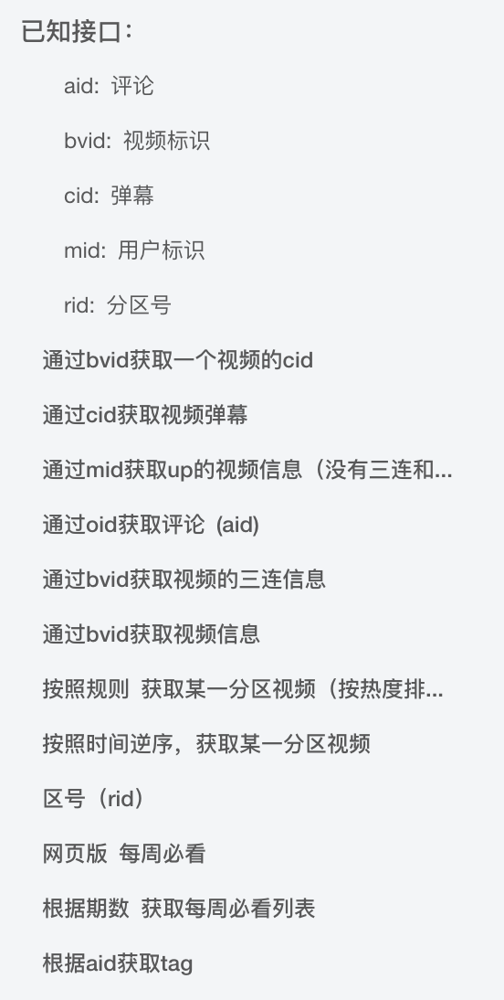 已知接口：
aid: 评论
bvid: 视频标识
cid: 弹幕
mid: 用户标识
rid: 分区号
通过bvid获取一个视频的cid
通过cid获取视频弹幕
通过mid获取up的视频信息（没有三连和...
通过oid获取评论 (aid)
通过bvid获取视频的三连信息
通过bvid获取视频信息
按照规则 获取某一分区视频（按热度排...
按照时间逆序，获取某一分区视频
区号（rid）
网页版 每周必看
根据期数 获取每周必看列表
根据aid获取tag